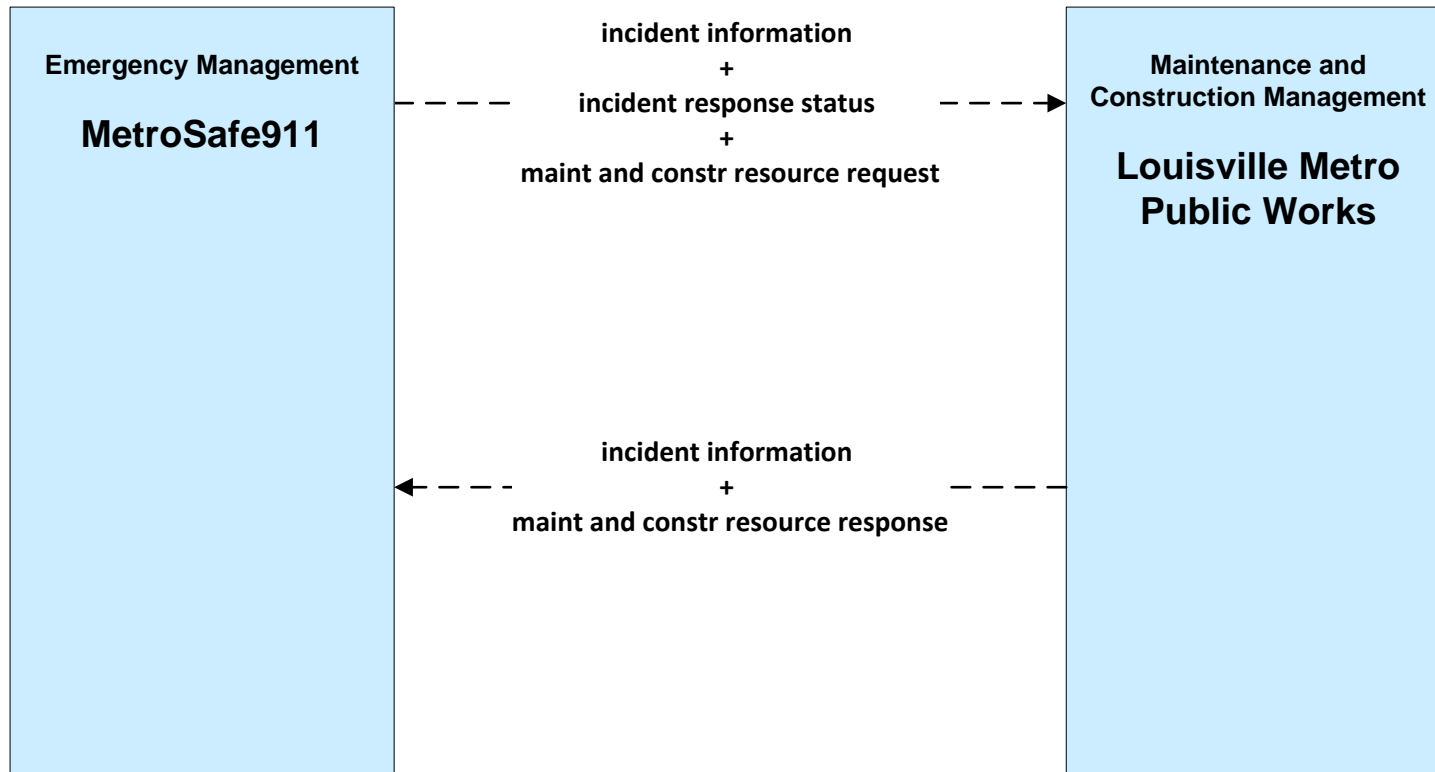 Emergency Management
MetroSafe911
incident information
+
incident response status
+
maint and constr resource request
Maintenance and
Construction Management
Louisville Metro
Public Works
incident information
+
maint and constr resource response